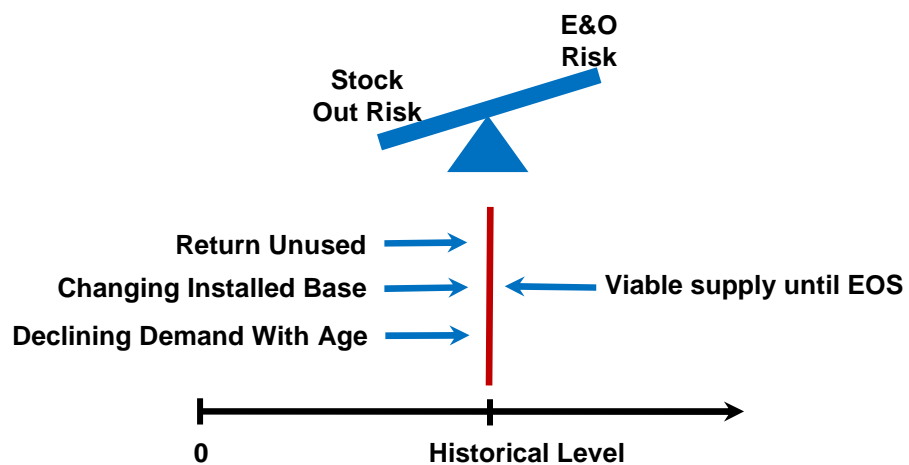 E&O
Risk
Stock
Out Risk
Return Unused
Changing Installed Base
Viable supply until EOS
Declining Demand With Age
0
Historical Level